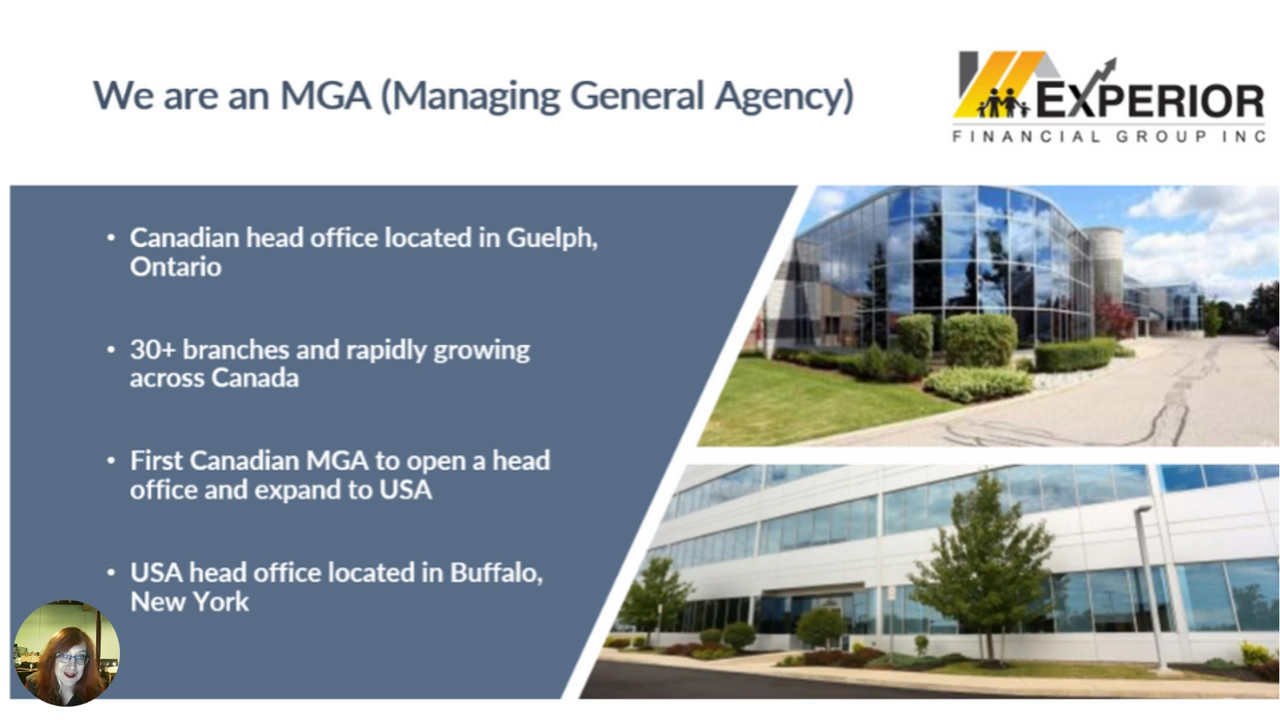 We are an MGA (Managing General Agency)
EXPERIOR
FINANCIAL GROUP INC
• Canadian head office located in Guelph,
Ontario
• 30+ branches and rapidly growing
across Canada
• First Canadian MGA to open a head
office and expand to USA
• USA head office located in Buffalo,
New York